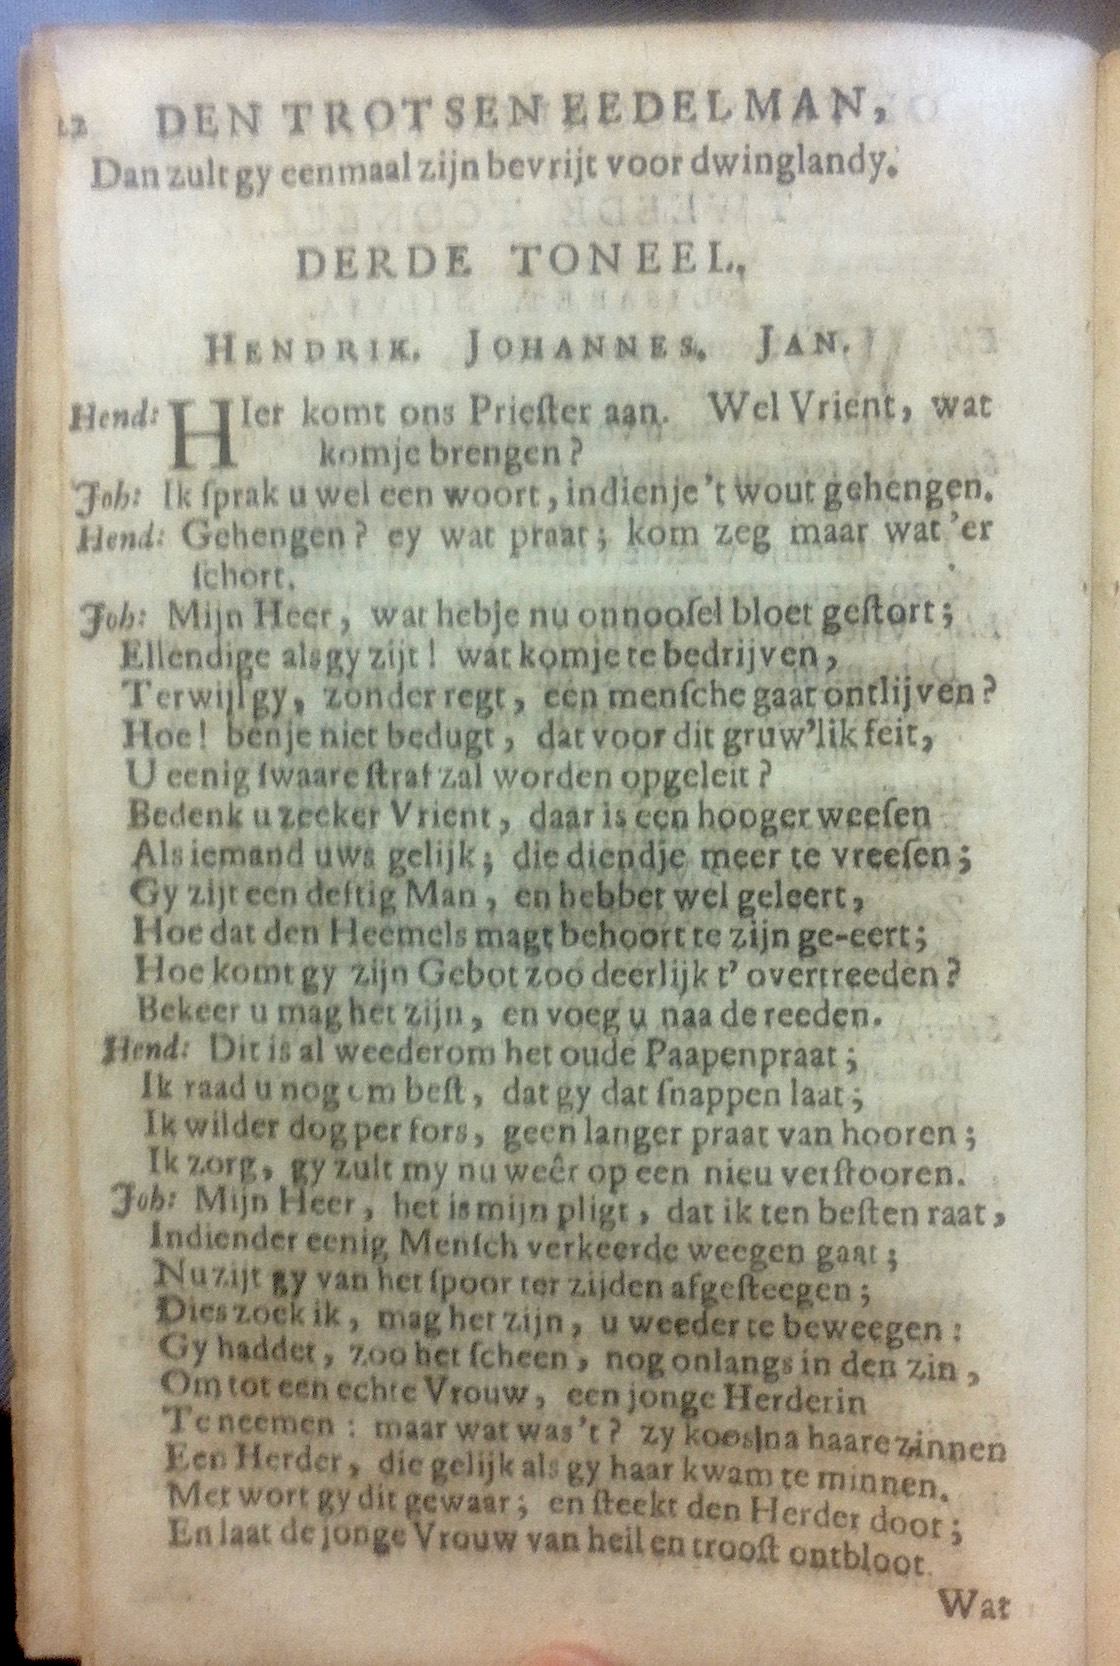 22 DEN TROTSEN EEDELMAN,
Dan zult gy eenmaal zijn bevrijt voor dwinglandy.
DERDE TONEEL.
HENDRIK. JOHANNES. JAN.
Hend: HIer komt ons Priester aan. Wel Vrient, wat
komje brengen?
Joh: Ik ſprak u wel een woort, indienje 't wout gehengen.
Hend: Gehengen? ey wat praat; kom zeg maar wat 'er
ſchort.
Joh: Mijn Heer, wat hebje nu onnooſel bloet geſtort;
Ellendige als gy zijt! wat komje te bedrijven,
Terwijl gy, zonder regt, een menſche gaat ontlijven?
Hoe! benje niet bedugt, dat voor dit gruw'lik feit,
U eenig ſwaare ſtraf zal worden opgeleit?
Bedenk u zeeker Vrient, daar is een hooger weeſen
Als iemand uws gelijk; die diendje meer te vreeſen;
Gy zijt een deftig Man, en hebbet wel geleert,
Hoe dat den Heemels magt behoort te zijn ge-eert;
Hoe komt gy zijn Gebot zoo deerlijk t' overtreeden?
Bekeer u mag het zijn, en voeg u naa de reeden.
Hend: Dit is al weederom het oude Paapenpraat;
Ik raad u nog om beſt, dat gy dat ſnappen laat;
Ik wilder dog per fors, geen langer praat van hooren;
Ik zorg, gy zult my nu weêr op een nieu verſtooren.
Joh: Mijn Heer, het is mijn pligt, dat ik ten beſten raat,
Indiender eenig Menſch verkeerde weegen gaat;
Nu zijt gy van het ſpoor ter zijden afgeſteegen;
Dies zoek ik, mag het zijn, u weeder te beweegen:
Gy haddet, zoo het ſcheen, nog onlangs in den zin,
Om tot een echte Vrouw, een jonge Herderin
Te neemen: maar wat was 't? zy koos na haare zinnen
Een Herder, die gelijk als gy haar kwam te minnen.
Met wort gy dit gewaar; en ſteekt den Herder doot;
En laat de jonge Vrouw van heil en trooſt ontbloot.
Wat